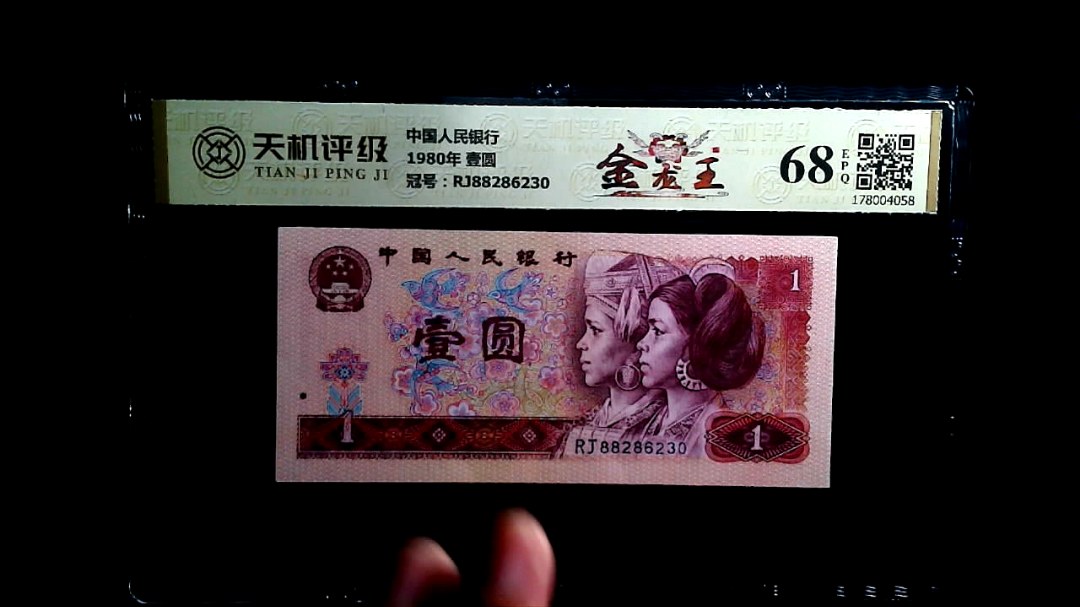 天机评级
TIAN JI PING JI
中国人民银行
1980年 壹圆
冠号：RJ88286230
金龙王
68
EPQ
178004058
中国人民银行
壹圆
1
1
1
RJ88286230